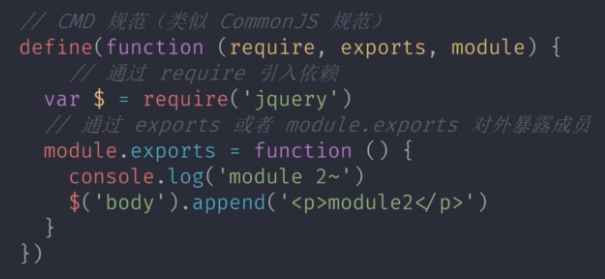 // CMD 规范（类似 CommonJS 规范）
define(function (require, exports, module) {
    // 通过 require 引入依赖
  var $ = require('jquery')
  // 通过 exports 或者 module.exports 对外暴露成员
  module.exports = function () {
    console.log('module 2~')
    $('body').append('<p>module2</p>')
  }
})